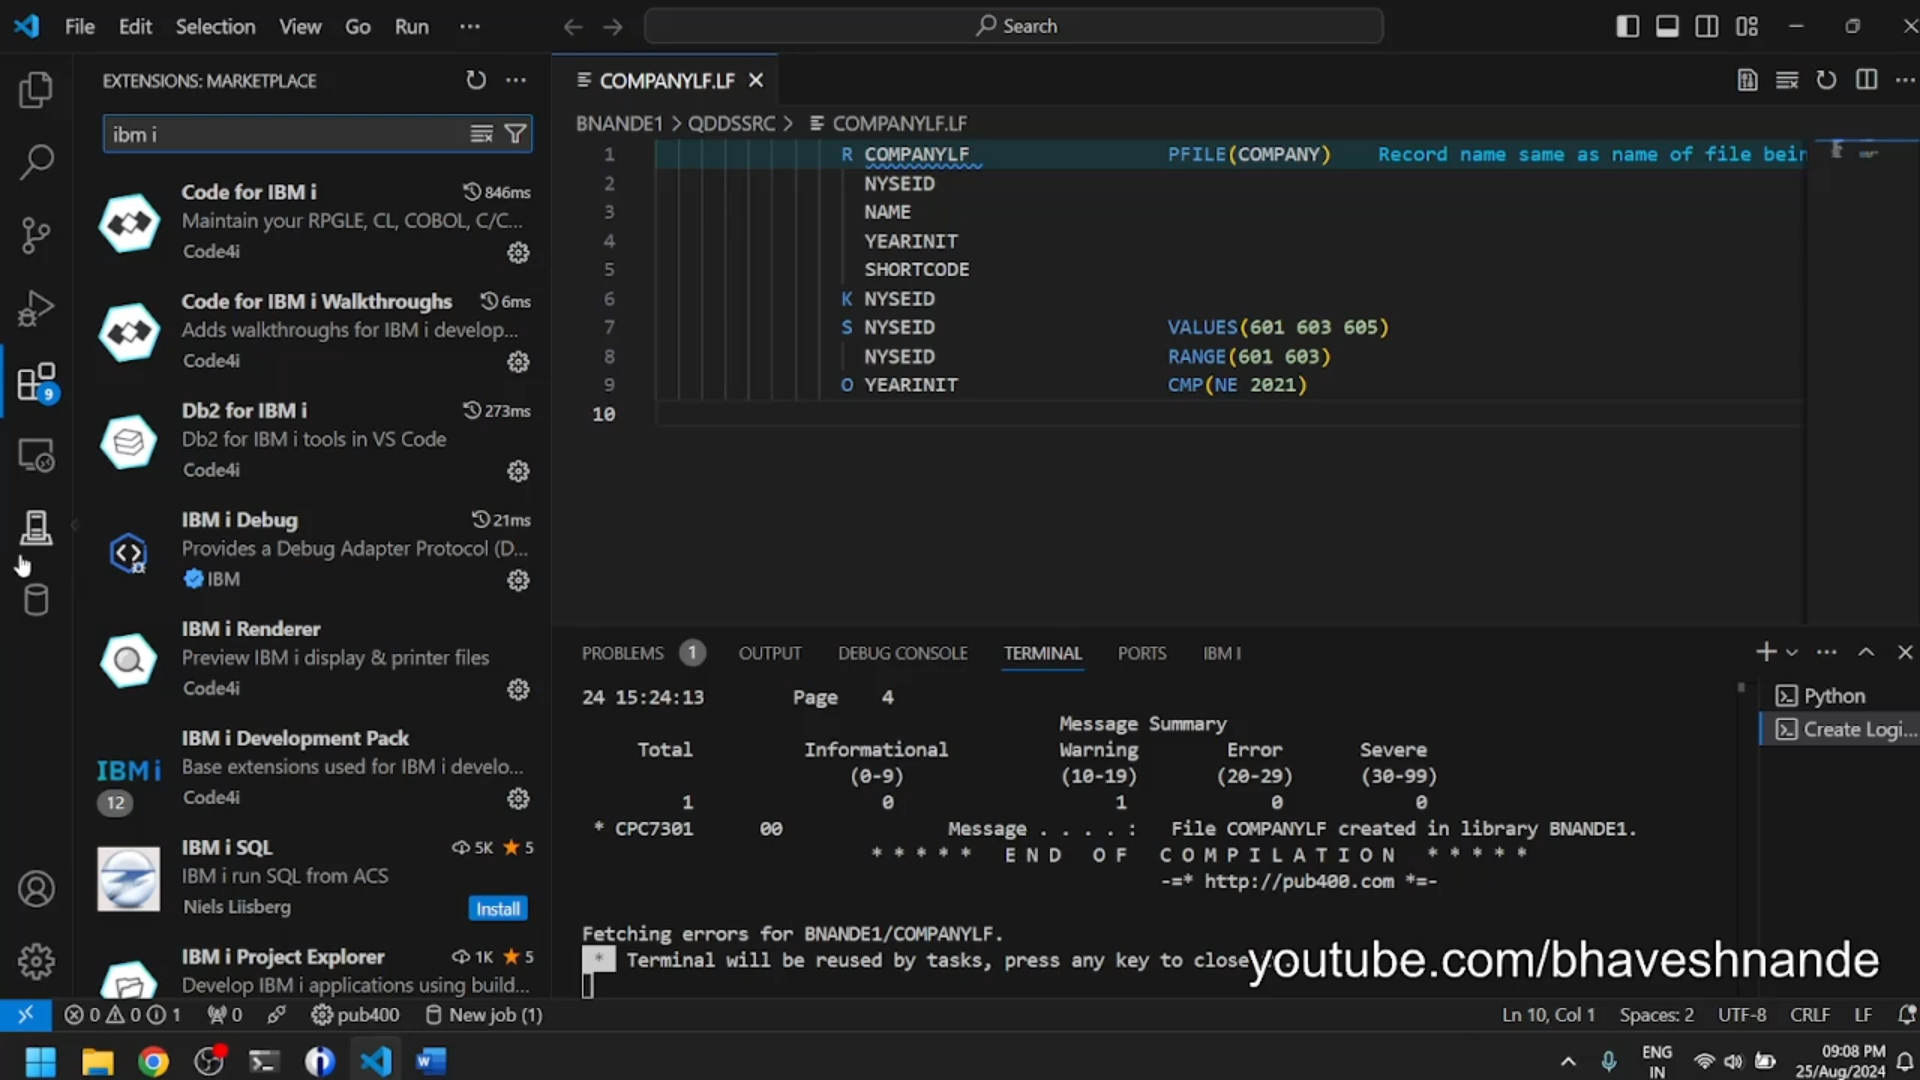 File Edit Selection View Go Run ···
Search
EXTENSIONS: MARKETPLACE
ibm i
Code for IBM i 846ms
Maintain your RPGLE, CL, COBOL, C/C...
Code4i
Code for IBM i Walkthroughs 6ms
Adds walkthroughs for IBM i develop...
Code4i
Db2 for IBM i 273ms
Db2 for IBM i tools in VS Code
Code4i
IBM i Debug 21ms
Provides a Debug Adapter Protocol (D...
IBM
IBM i Renderer
Preview IBM i display & printer files
Code4i
IBM i Development Pack
IBM i Base extensions used for IBM i develo...
12 Code4i
IBM i SQL 5K ★ 5
IBM i run SQL from ACS
Niels Liisberg Install
IBM i Project Explorer 1K ★ 5
Develop IBM i applications using build...
9
COMPANYLF.LF
BNANDE1 > QDDSSRC > COMPANYLF.LF
1 R COMPANYLF PFILE(COMPANY) Record name same as name of file bein
2 NYSEID
3 NAME
4 YEARINIT
5 SHORTCODE
6 K NYSEID
7 S NYSEID VALUES(601 603 605)
8 NYSEID RANGE(601 603)
9 O YEARINIT CMP(NE 2021)
10
PROBLEMS 1 OUTPUT DEBUG CONSOLE TERMINAL PORTS IBM I
24 15:24:13 Page 4
Message Summary
Total Informational Warning Error Severe
(0-9) (10-19) (20-29) (30-99)
1 0 1 0 0
* CPC7301 00 Message . . . . : File COMPANYLF created in library BNANDE1.
* * * * * E N D O F C O M P I L A T I O N * * * * *
-=* http://pub400.com *=-
Fetching errors for BNANDE1/COMPANYLF.
* Terminal will be reused by tasks, press any key to close
Python
Create Logi...
youtube.com/bhaveshnande
0 0 1 0 pub400 New job (1) Ln 10, Col 1 Spaces: 2 UTF-8 CRLF LF
ENG
IN
09:08 PM
25/Aug/2024